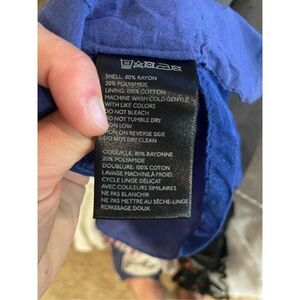 SHELL: 80% RAYON
20% POLYAMIDE
LINING: 100% COTTON
MACHINE WASH COLD GENTLE
WITH LIKE COLORS
DO NOT BLEACH
DO NOT TUMBLE DRY
ON LOW
ON ON REVERSE SIDE
DO NOT DRY CLEAN
COQUILLE: 80% RAYONNE
20% POLYAMIDE
DOUBLURE: 100% COTON
LAVAGE MACHINE À FROID,
CYCLE LINGE DÉLICAT
AVEC COULEURS SIMILAIRES
NE PAS BLANCHIR
NE PAS METTRE AU SÈCHE-LINGE
REPASSAGE DOUX